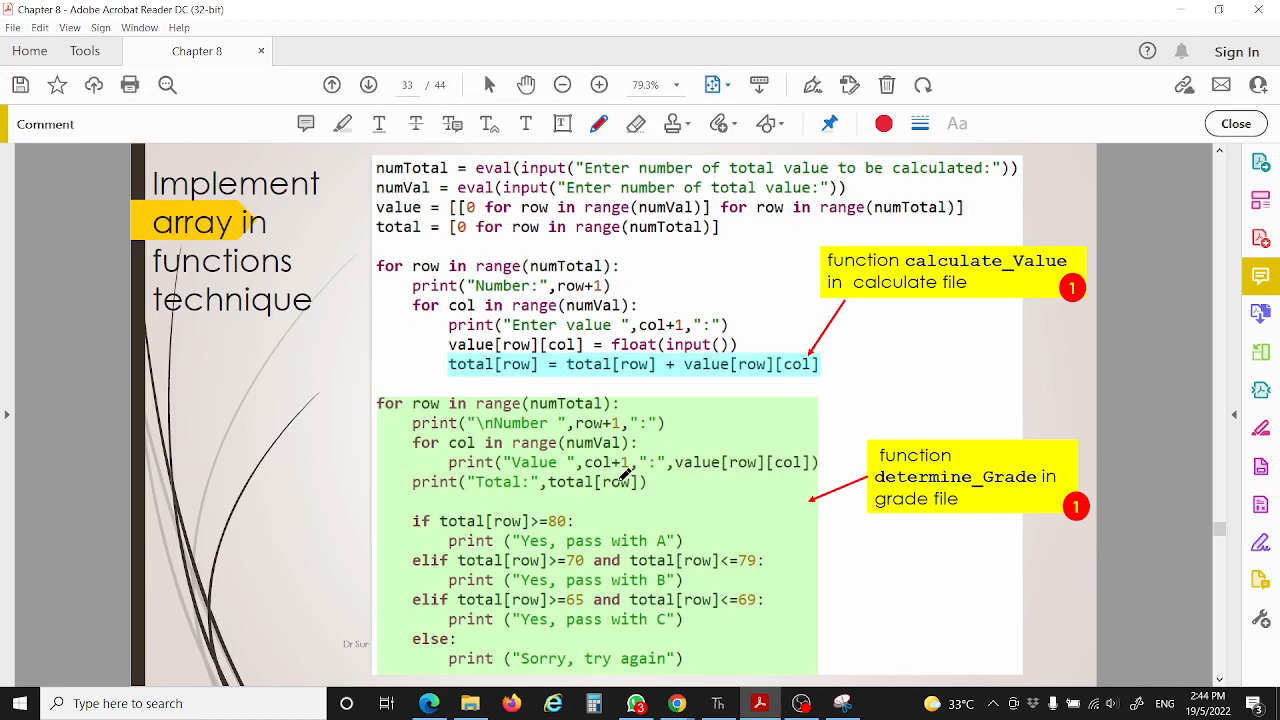 Chapter 8 - Adobe Acrobat Reader DC (32-bit)
File Edit View Sign Window Help
Home Tools Chapter 8 × Sign In
33 / 44 79.3%
Comment Aa Close
Implement
array in
functions
technique
numTotal = eval(input("Enter number of total value to be calculated:"))
numVal = eval(input("Enter number of total value:"))
value = [[0 for row in range(numVal)] for row in range(numTotal)]
total = [0 for row in range(numTotal)]
for row in range(numTotal):
print("Number:",row+1)
for col in range(numVal):
print("Enter value ",col+1,":")
value[row][col] = float(input())
total[row] = total[row] + value[row][col]
function calculate_Value
in calculate file
1
for row in range(numTotal):
print("\nNumber ",row+1,":")
for col in range(numVal):
print("Value ",col+1,":",value[row][col])
print("Total:",total[row])
if total[row]>=80:
print ("Yes, pass with A")
elif total[row]>=70 and total[row]<=79:
print ("Yes, pass with B")
elif total[row]>=65 and total[row]<=69:
print ("Yes, pass with C")
else:
print ("Sorry, try again")
function
determine_Grade in
grade file
1
Dr Sur
Type here to search
3
Th
33°C
2:44 PM
19/5/2022